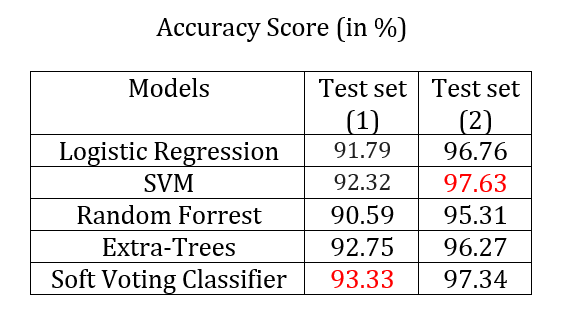 Accuracy Score (in %)
Models Test set (1) Test set (2)
Logistic Regression 91.79 96.76
SVM 92.32 97.63
Random Forrest 90.59 95.31
Extra-Trees 92.75 96.27
Soft Voting Classifier 93.33 97.34